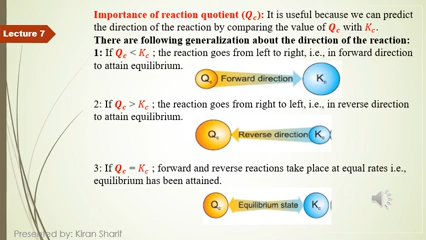 Lecture 7
Importance of reaction quotient (Qc): It is useful because we can predict
the direction of the reaction by comparing the value of Qc with Kc.
There are following generalization about the direction of the reaction:
1: If Qc < Kc ; the reaction goes from left to right, i.e., in forward direction
to attain equilibrium.
Qc Forward direction Kc
2: If Qc > Kc ; the reaction goes from right to left, i.e., in reverse direction
to attain equilibrium.
Qc Reverse direction Kc
3: If Qc = Kc ; forward and reverse reactions take place at equal rates i.e.,
equilibrium has been attained.
Qc Equilibrium state Kc
Presented by: Kiran Sharif